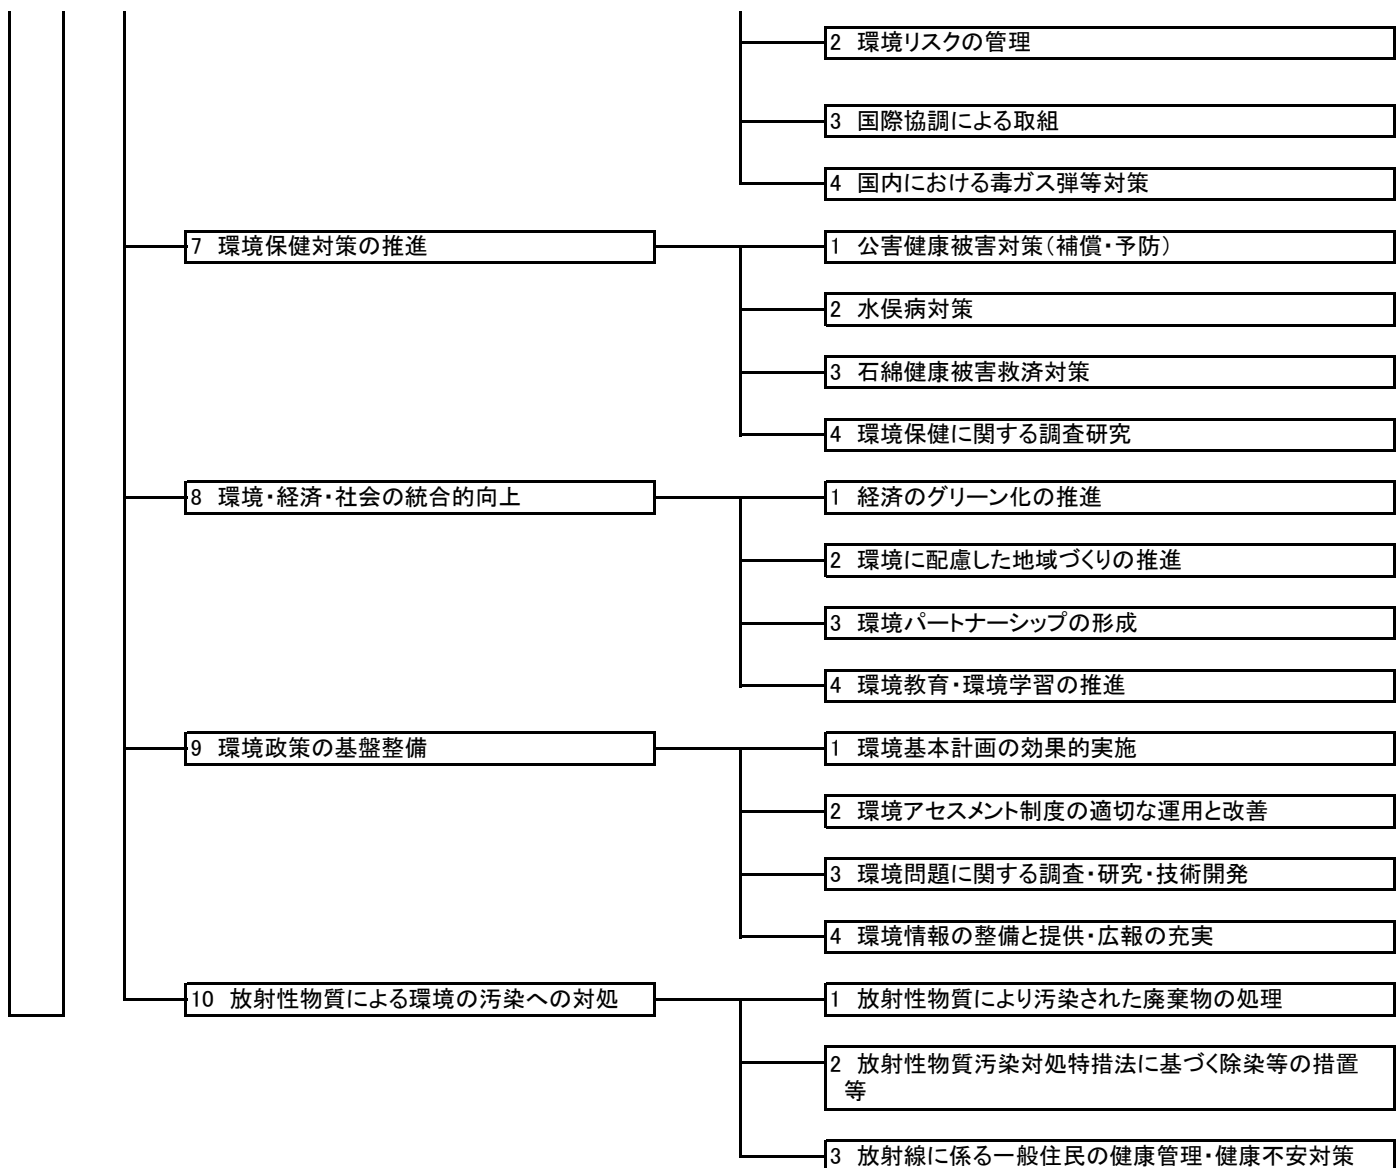 2 環境リスクの管理
3 国際協調による取組
4 国内における毒ガス弾等対策
7 環境保健対策の推進
1 公害健康被害対策(補償・予防)
2 水俣病対策
3 石綿健康被害救済対策
4 環境保健に関する調査研究
8 環境・経済・社会の統合的向上
1 経済のグリーン化の推進
2 環境に配慮した地域づくりの推進
3 環境パートナーシップの形成
4 環境教育・環境学習の推進
9 環境政策の基盤整備
1 環境基本計画の効果的実施
2 環境アセスメント制度の適切な運用と改善
3 環境問題に関する調査・研究・技術開発
4 環境情報の整備と提供・広報の充実
10 放射性物質による環境の汚染への対処
1 放射性物質により汚染された廃棄物の処理
2 放射性物質汚染対処特措法に基づく除染等の措置
等
3 放射線に係る一般住民の健康管理・健康不安対策